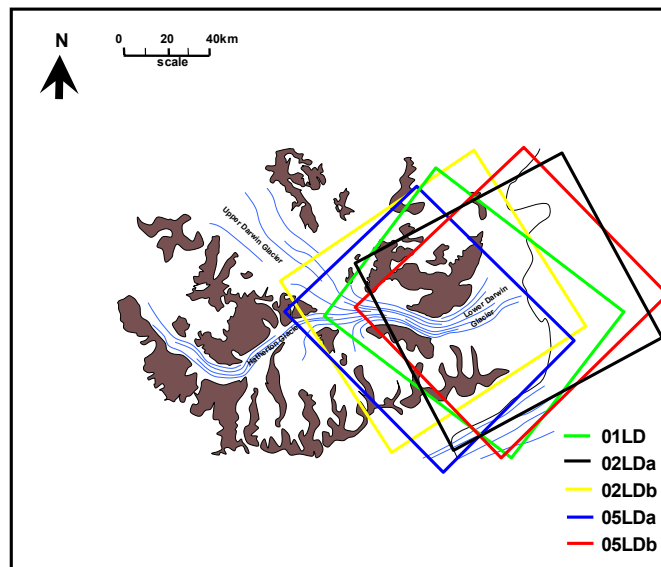 N
0 20 40km
scale
Upper Darwin Glacier
Lower Darwin
Glacier
Hatherton Glacier
01LD
02LDa
02LDb
05LDa
05LDb